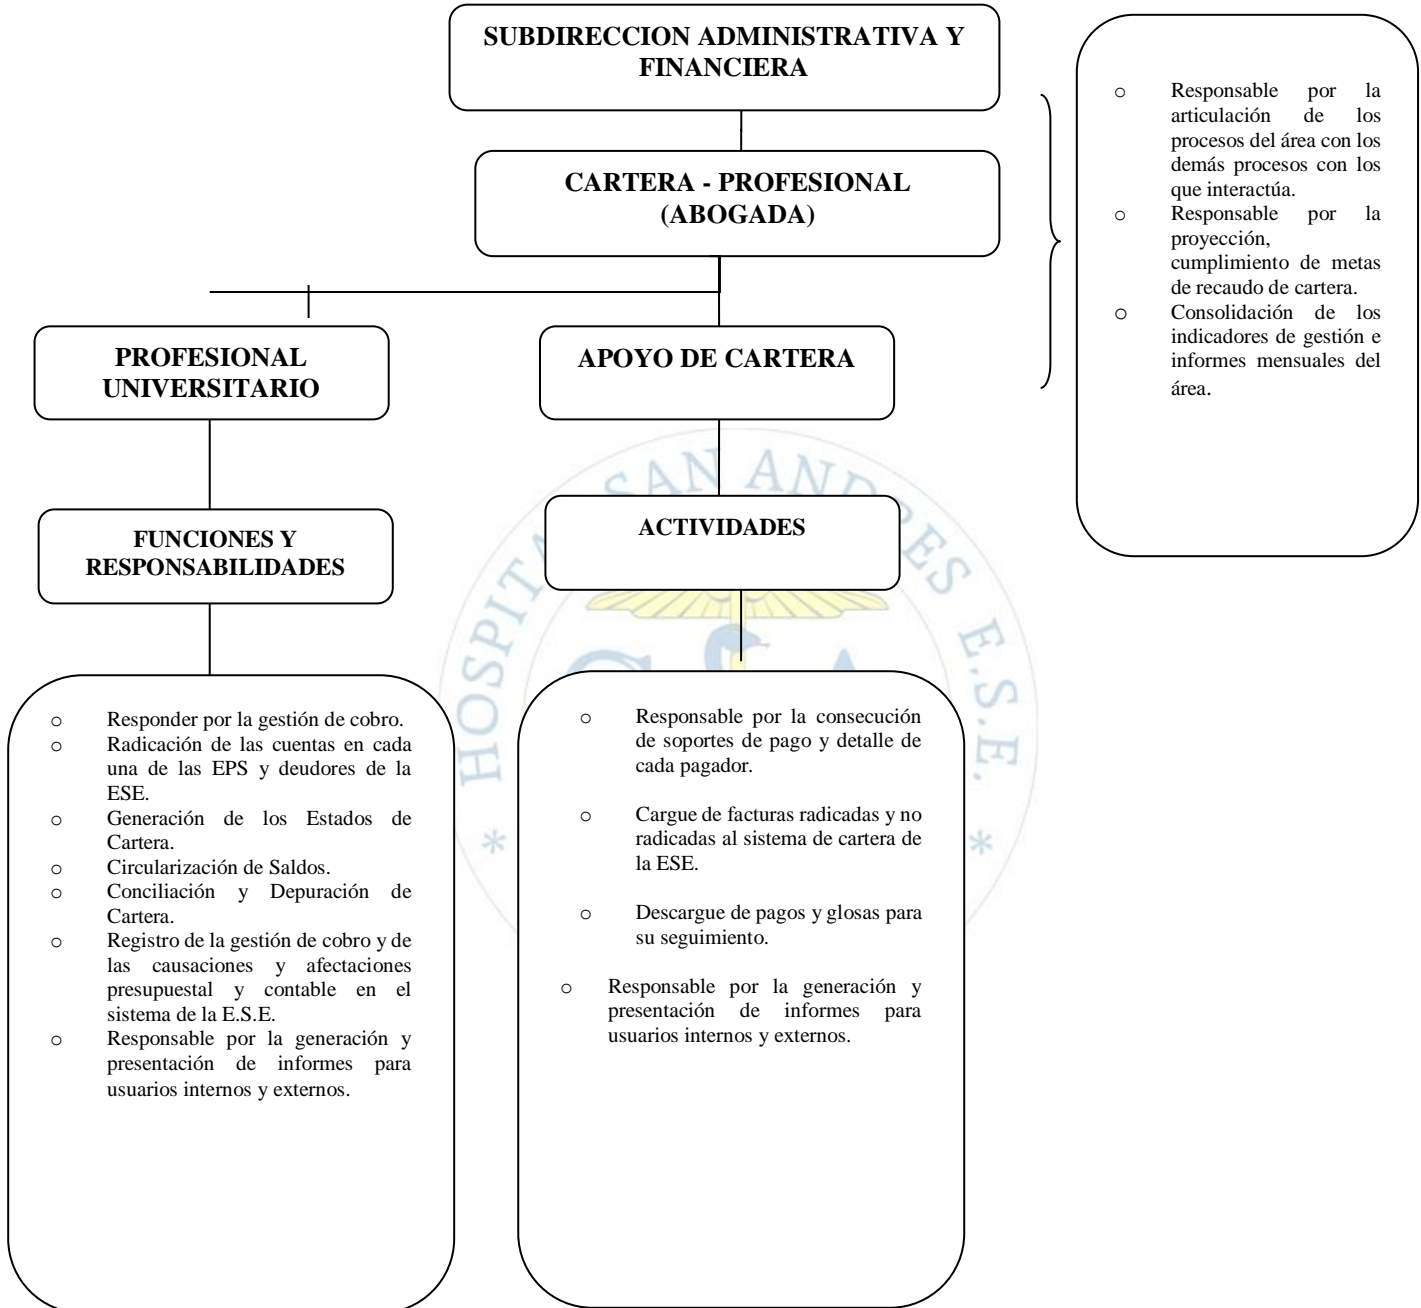 SUBDIRECCION ADMINISTRATIVA Y
FINANCIERA
CARTERA - PROFESIONAL
(ABOGADA)
o Responsable por la
articulación de los
procesos del área con los
demás procesos con los
que interactúa.
o Responsable por la
proyección,
cumplimiento de metas
de recaudo de cartera.
o Consolidación de los
indicadores de gestión e
informes mensuales del
área.
PROFESIONAL
UNIVERSITARIO
APOYO DE CARTERA
FUNCIONES Y
RESPONSABILIDADES
ACTIVIDADES
o Responder por la gestión de cobro.
o Radicación de las cuentas en cada
una de las EPS y deudores de la
ESE.
o Generación de los Estados de
Cartera.
o Circularización de Saldos.
o Conciliación y Depuración de
Cartera.
o Registro de la gestión de cobro y de
las causaciones y afectaciones
presupuestal y contable en el
sistema de la E.S.E.
o Responsable por la generación y
presentación de informes para
usuarios internos y externos.
o Responsable por la consecución
de soportes de pago y detalle de
cada pagador.
o Cargue de facturas radicadas y no
radicadas al sistema de cartera de
la ESE.
o Descargue de pagos y glosas para
su seguimiento.
o Responsable por la generación y
presentación de informes para
usuarios internos y externos.